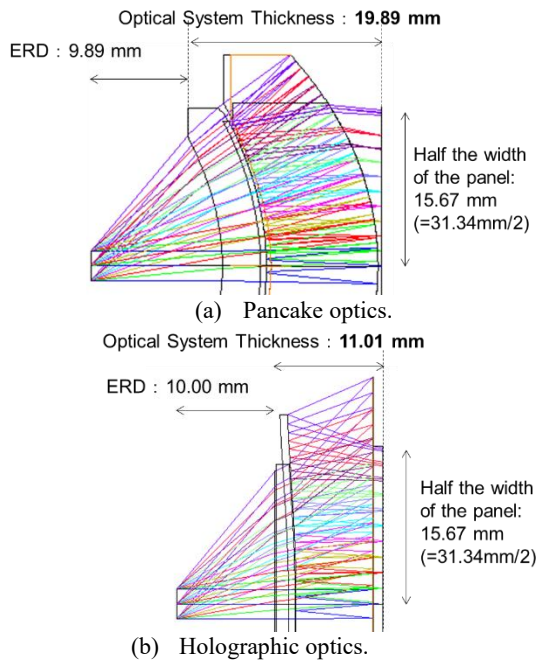 Optical System Thickness : 19.89 mm
ERD : 9.89 mm
Half the width
of the panel:
15.67 mm
(=31.34mm/2)
(a) Pancake optics.
Optical System Thickness : 11.01 mm
ERD : 10.00 mm
Half the width
of the panel:
15.67 mm
(=31.34mm/2)
(b) Holographic optics.